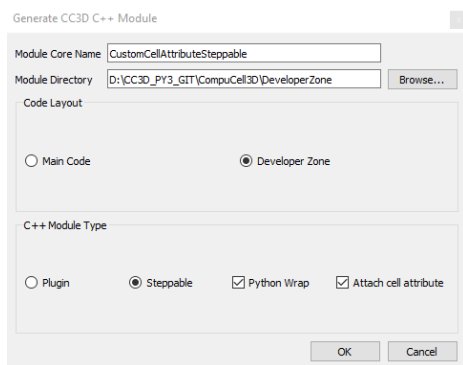 Generate CC3D C++ Module
Module Core Name CustomCellAttributeSteppable
Module Directory D:\CC3D_PY3_GIT\CompuCell3D\DeveloperZone Browse...
Code Layout
Main Code Developer Zone
C++ Module Type
Plugin Steppable Python Wrap Attach cell attribute
OK Cancel